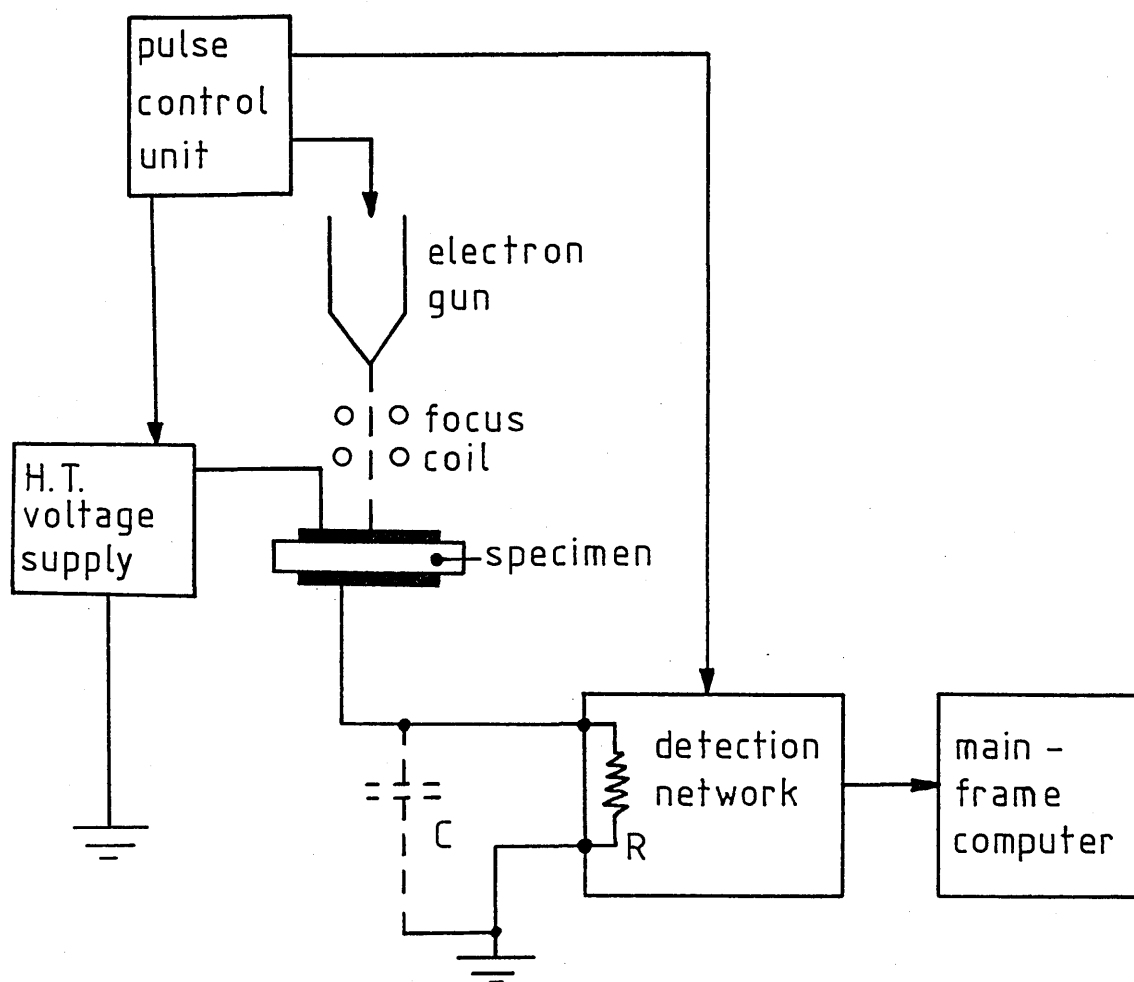 pulse
control
unit
electron
gun
focus
coil
H.T.
voltage
supply
specimen
C
R
detection
network
main-
frame
computer